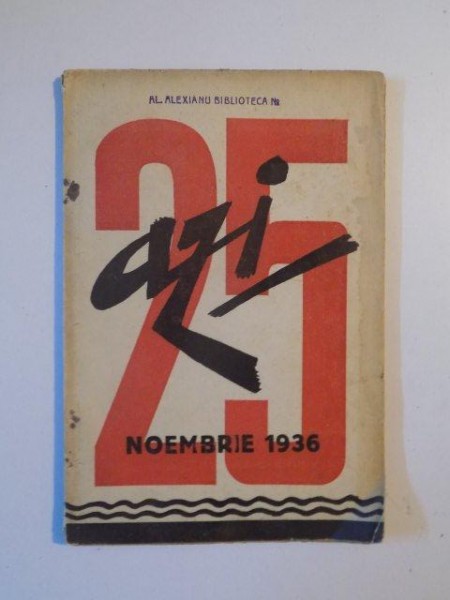 AL. ALEXIANU BIBLIOTECA №
25
azi
NOEMBRIE 1936